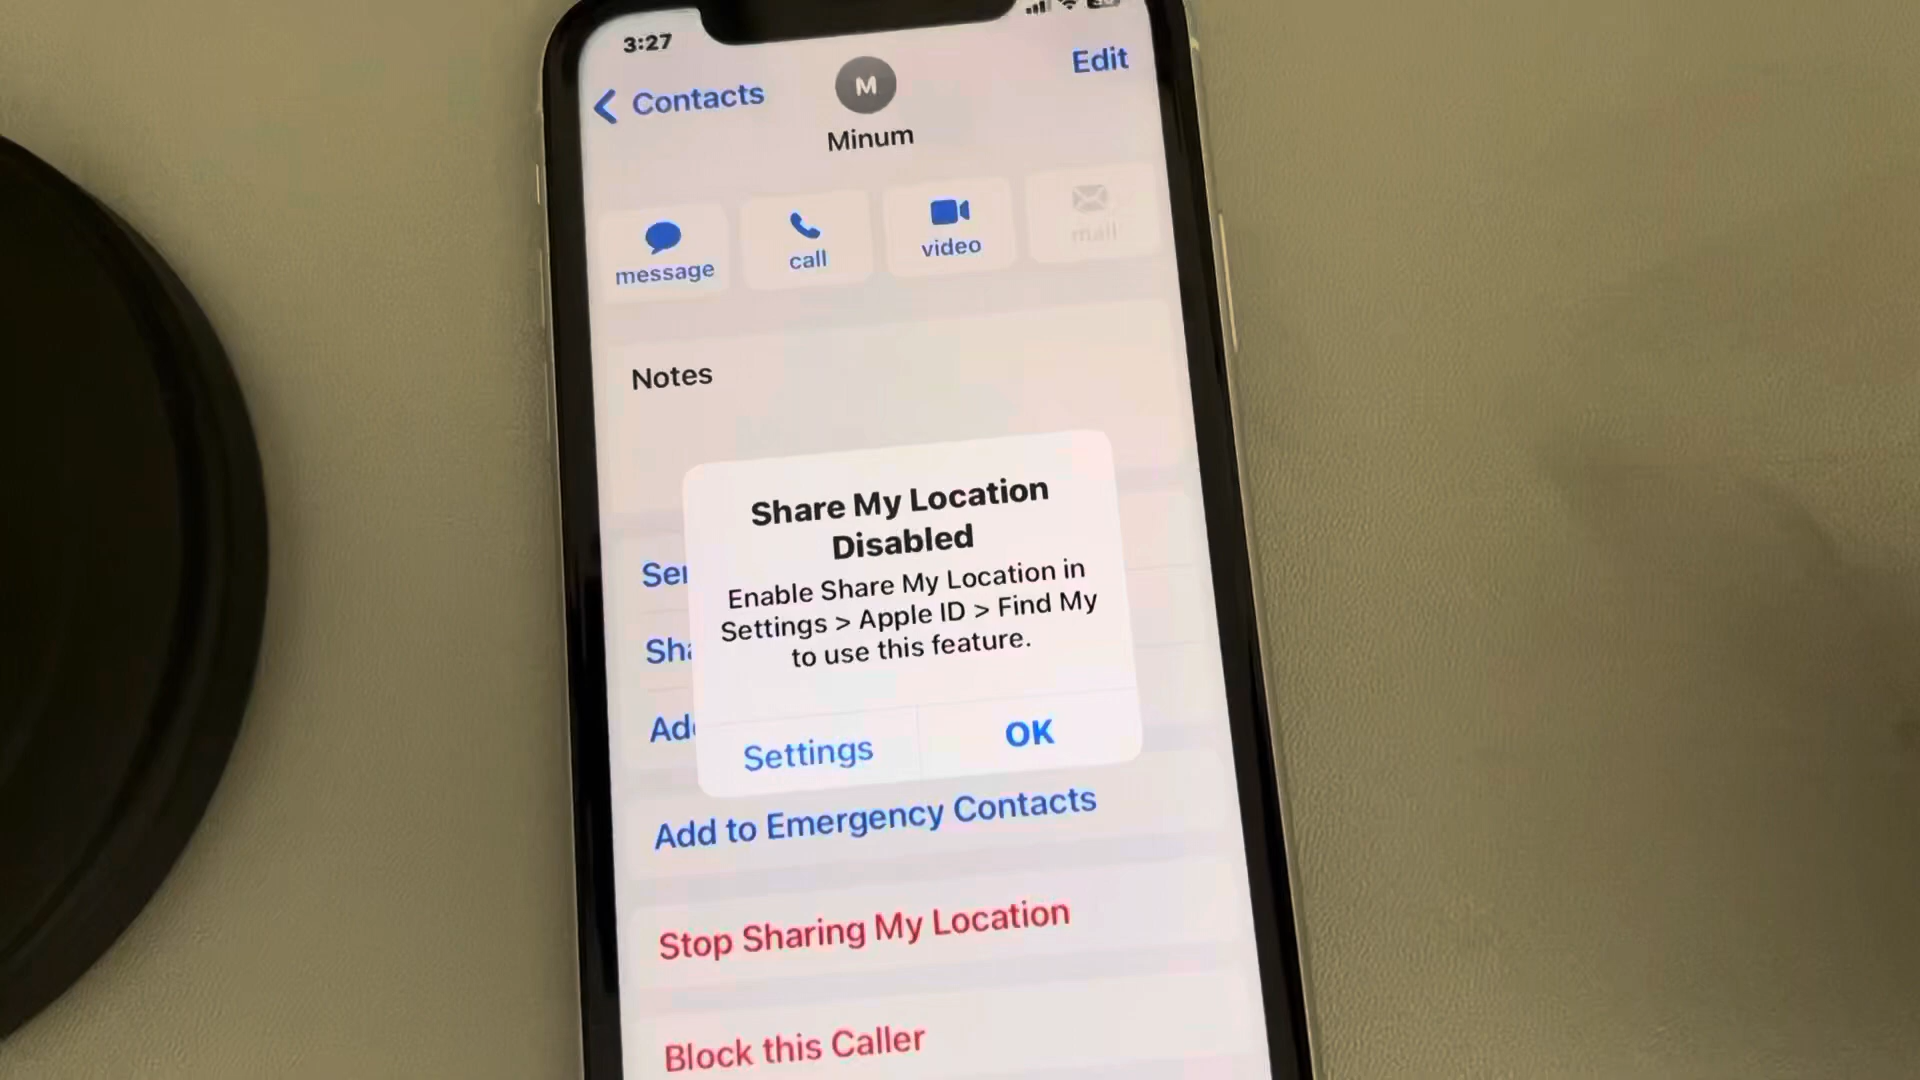 3:27
Contacts
M
Edit
Minum
message
call
video
mail
Notes
Share My Location
Disabled
Enable Share My Location in
Settings > Apple ID > Find My
to use this feature.
Settings
OK
Add to Emergency Contacts
Stop Sharing My Location
Block this Caller